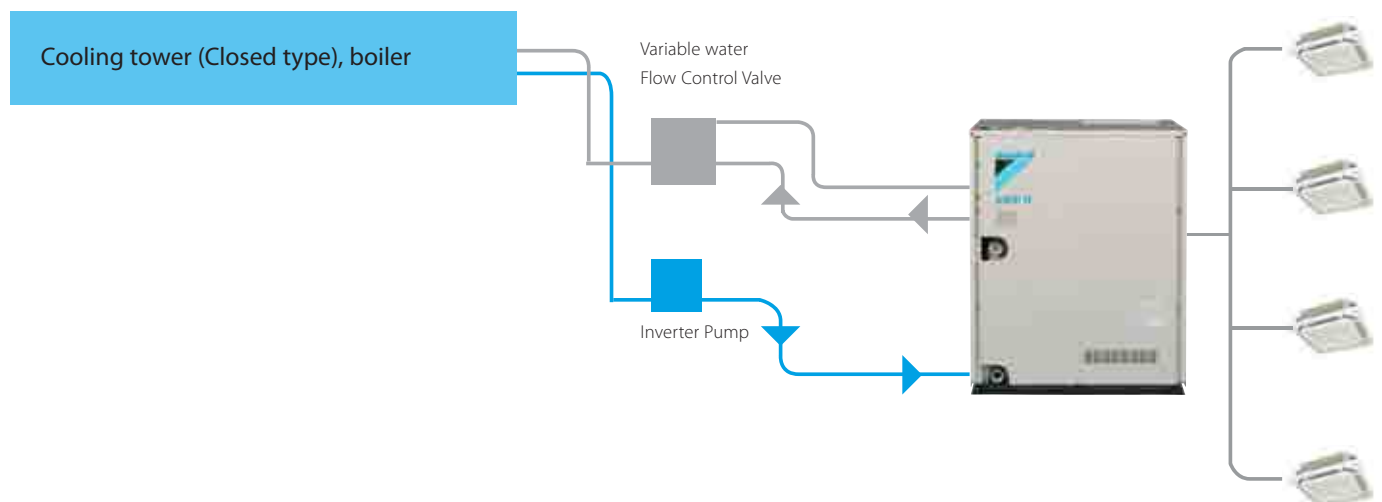 Cooling tower (Closed type), boiler
Variable water
Flow Control Valve
Inverter Pump